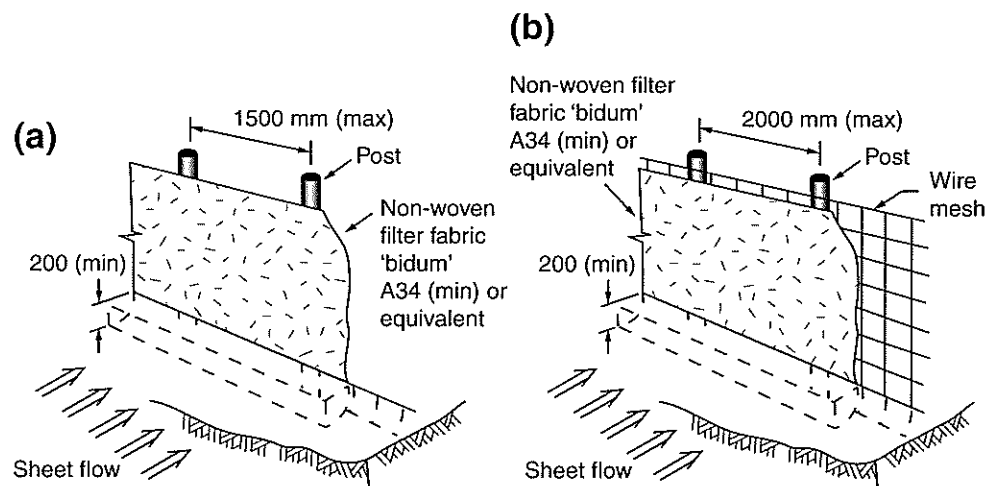 (a)
1500 mm (max)
Post
Non-woven
filter fabric
'bidum'
A34 (min) or
equivalent
200 (min)
Sheet flow
(b)
Non-woven filter
fabric 'bidum'
A34 (min) or
equivalent
2000 mm (max)
Post
Wire
mesh
200 (min)
Sheet flow